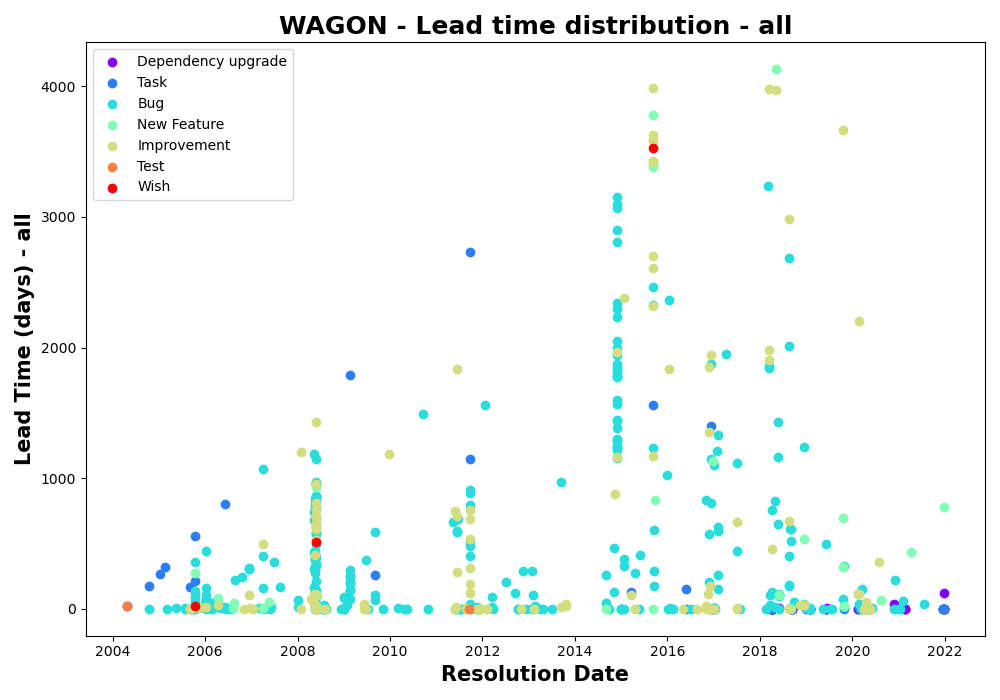 WAGON - Lead time distribution - all
Dependency upgrade
Task
Bug
New Feature
Improvement
Test
Wish
Lead Time (days) - all
4000
3000
2000
1000
0
2004 2006 2008 2010 2012 2014 2016 2018 2020 2022
Resolution Date